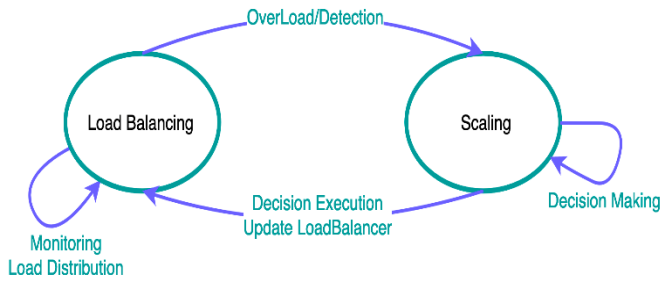 OverLoad/Detection
Load Balancing
Scaling
Decision Execution
Update LoadBalancer
Decision Making
Monitoring
Load Distribution